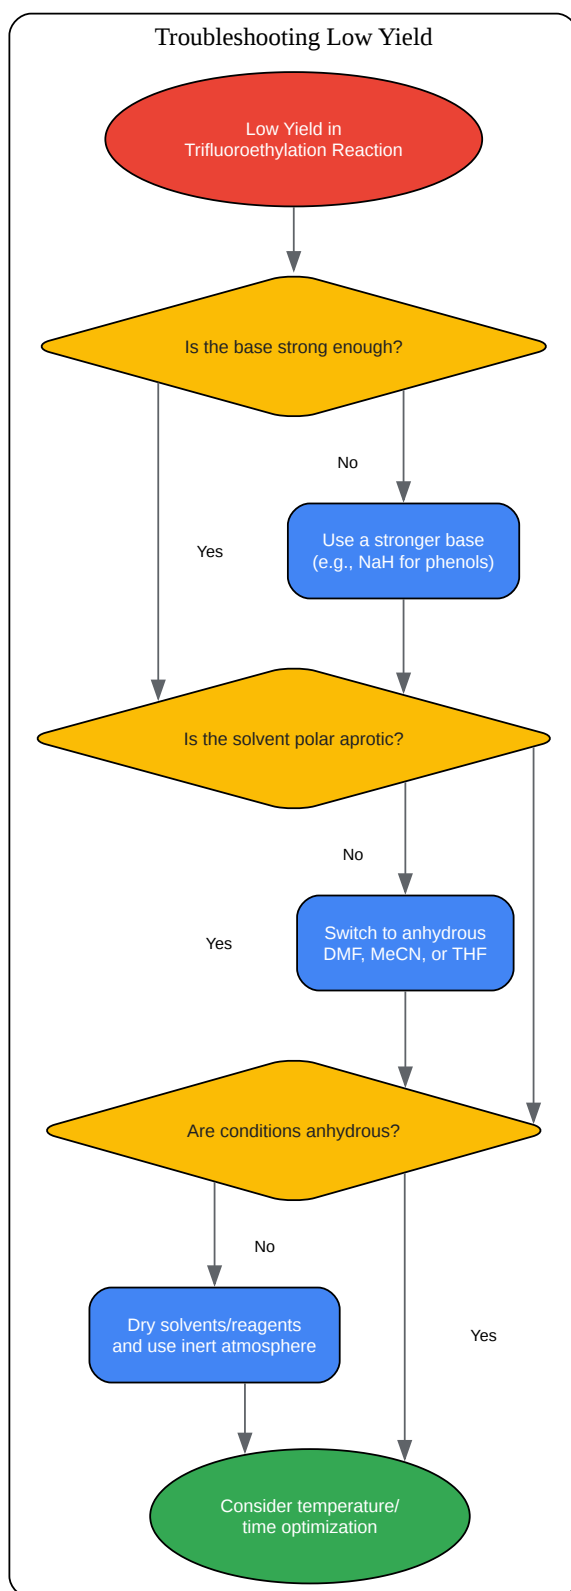 Troubleshooting Low Yield
Low Yield in
Trifluoroethylation Reaction
Is the base strong enough?
No
Yes
Use a stronger base
(e.g., NaH for phenols)
Is the solvent polar aprotic?
No
Yes
Switch to anhydrous
DMF, MeCN, or THF
Are conditions anhydrous?
No
Yes
Dry solvents/reagents
and use inert atmosphere
Consider temperature/
time optimization